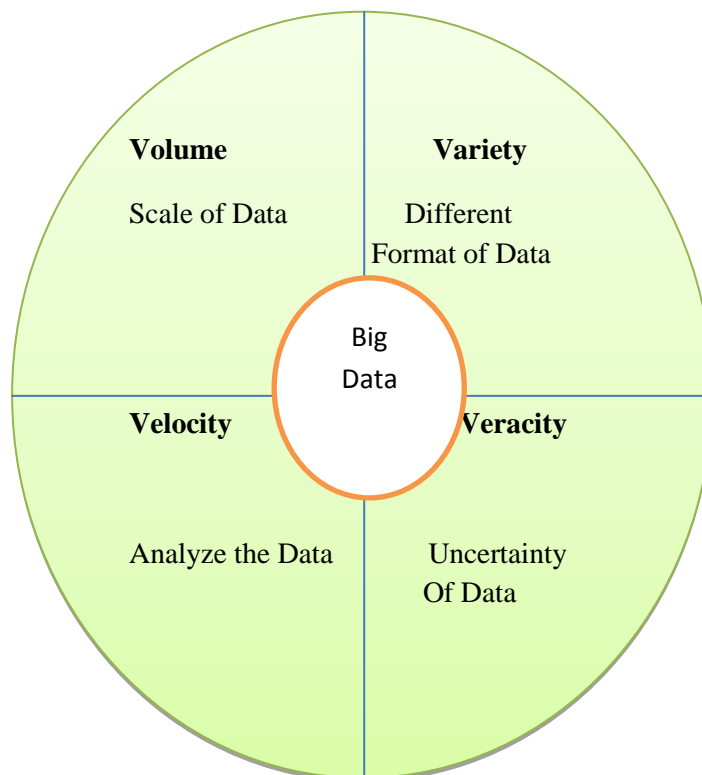 Volume
Scale of Data
Variety
Different
Format of Data
Big
Data
Velocity
Analyze the Data
Veracity
Uncertainty
Of Data